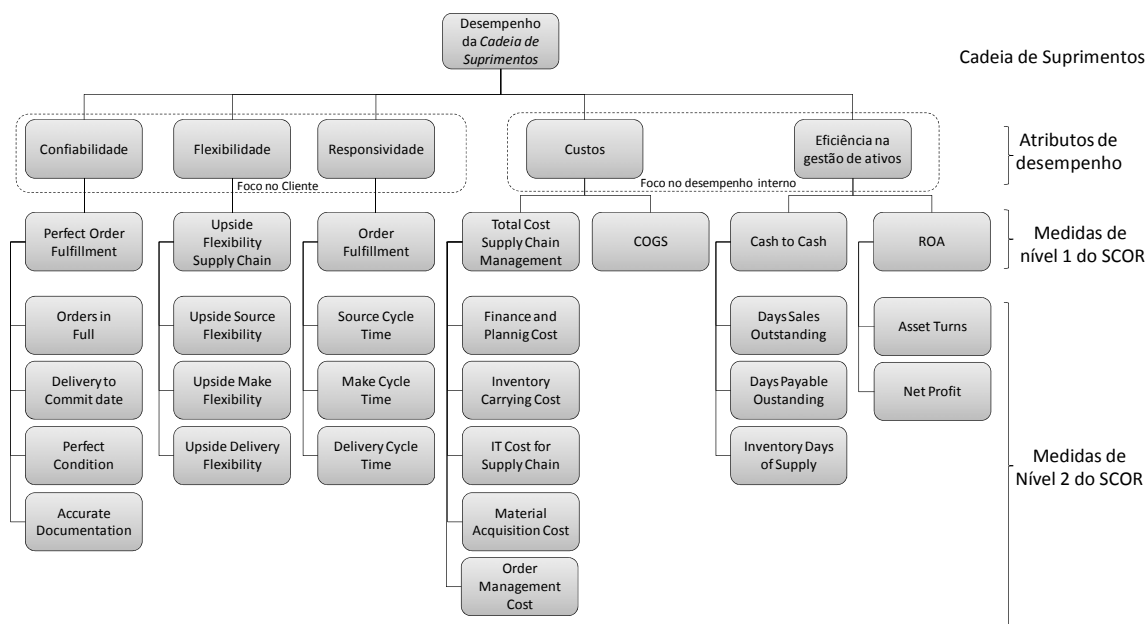 Desempenho
da Cadeia de
Suprimentos
Cadeia de Suprimentos
Confiabilidade
Flexibilidade
Responsividade
Custos
Eficiência na
gestão de ativos
Atributos de
desempenho
Foco no Cliente
Foco no desempenho interno
Perfect Order
Fulfillment
Upside
Flexibility
Supply Chain
Order
Fulfillment
Total Cost
Supply Chain
Management
COGS
Cash to Cash
ROA
Medidas de
nível 1 do SCOR
Orders in
Full
Upside Source
Flexibility
Source Cycle
Time
Finance and
Plannig Cost
Days Sales
Outstanding
Asset Turns
Delivery to
Commit date
Upside Make
Flexibility
Make Cycle
Time
Inventory
Carrying Cost
Days Payable
Oustanding
Net Profit
Perfect
Condition
Upside Delivery
Flexibility
Delivery Cycle
Time
IT Cost for
Supply Chain
Inventory Days
of Supply
Medidas de
Nível 2 do SCOR
Accurate
Documentation
Material
Acquisition Cost
Order
Management
Cost